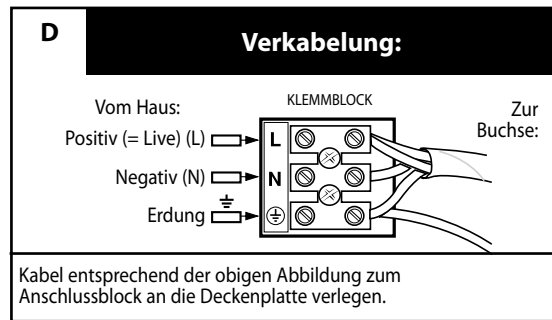 D
Verkabelung:
Vom Haus:
KLEMMBLOCK
Zur
Buchse:
Positiv (= Live) (L)
L
Negativ (N)
N
Erdung
Kabel entsprechend der obigen Abbildung zum
Anschlussblock an die Deckenplatte verlegen.